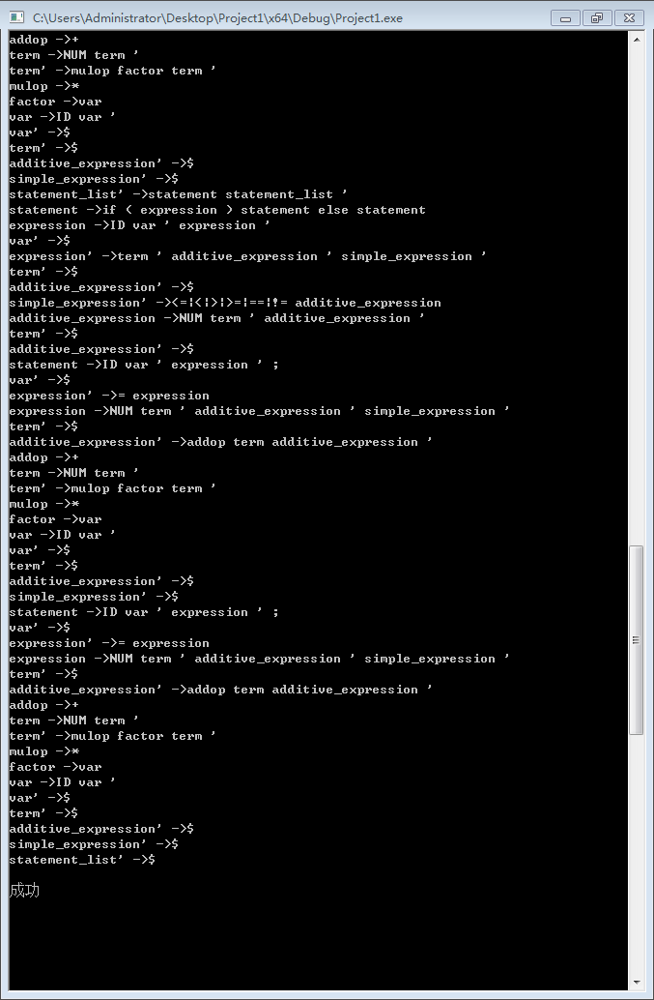 C:\Users\Administrator\Desktop\Project1\x64\Debug\Project1.exe
addop ->+
term ->NUM term '
term' ->mulop factor term '
mulop ->*
factor ->var
var ->ID var '
var' ->$
term' ->$
additive_expression' ->$
simple_expression' ->$
statement_list' ->statement statement_list '
statement ->if ( expression ) statement else statement
expression ->ID var ' expression '
var' ->$
expression' ->term ' additive_expression ' simple_expression '
term' ->$
additive_expression' ->$
simple_expression' -><=|<|>|>=|==|!= additive_expression
additive_expression ->NUM term ' additive_expression '
term' ->$
additive_expression' ->$
statement ->ID var ' expression ' ;
var' ->$
expression' ->= expression
expression ->NUM term ' additive_expression ' simple_expression '
term' ->$
additive_expression' ->addop term additive_expression '
addop ->+
term ->NUM term '
term' ->mulop factor term '
mulop ->*
factor ->var
var ->ID var '
var' ->$
term' ->$
additive_expression' ->$
simple_expression' ->$
statement ->ID var ' expression ' ;
var' ->$
expression' ->= expression
expression ->NUM term ' additive_expression ' simple_expression '
term' ->$
additive_expression' ->addop term additive_expression '
addop ->+
term ->NUM term '
term' ->mulop factor term '
mulop ->*
factor ->var
var ->ID var '
var' ->$
term' ->$
additive_expression' ->$
simple_expression' ->$
statement_list' ->$
成功